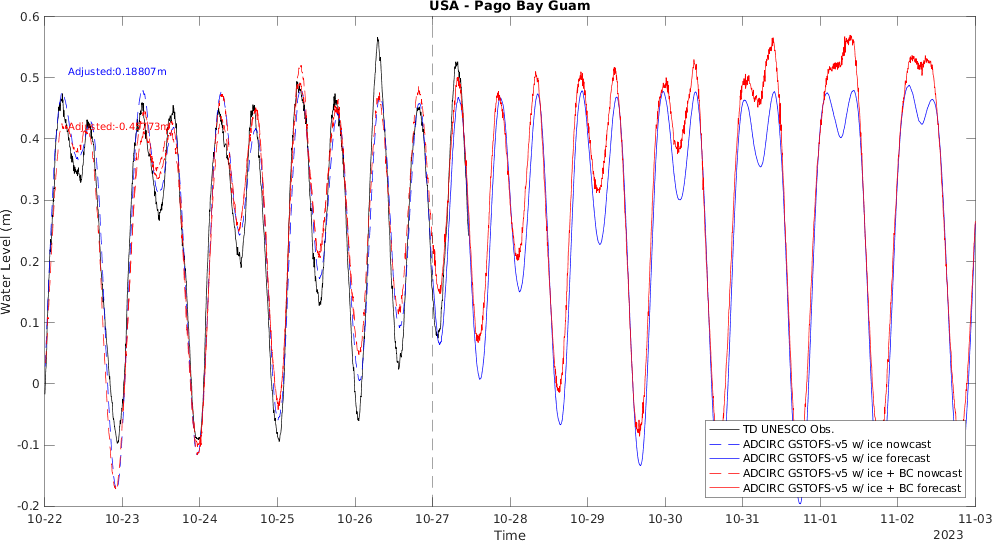 USA - Pago Bay Guam
0.6
0.5
0.4
0.3
0.2
0.1
0
-0.1
-0.2
Water Level (m)
Adjusted:0.18807m
TD UNESCO Obs.
ADCIRC GSTOFS-v5 w/ ice nowcast
ADCIRC GSTOFS-v5 w/ ice forecast
ADCIRC GSTOFS-v5 w/ ice + BC nowcast
ADCIRC GSTOFS-v5 w/ ice + BC forecast
10-22 10-23 10-24 10-25 10-26 10-27 10-28 10-29 10-30 10-31 11-01 11-02 11-03
Time
2023